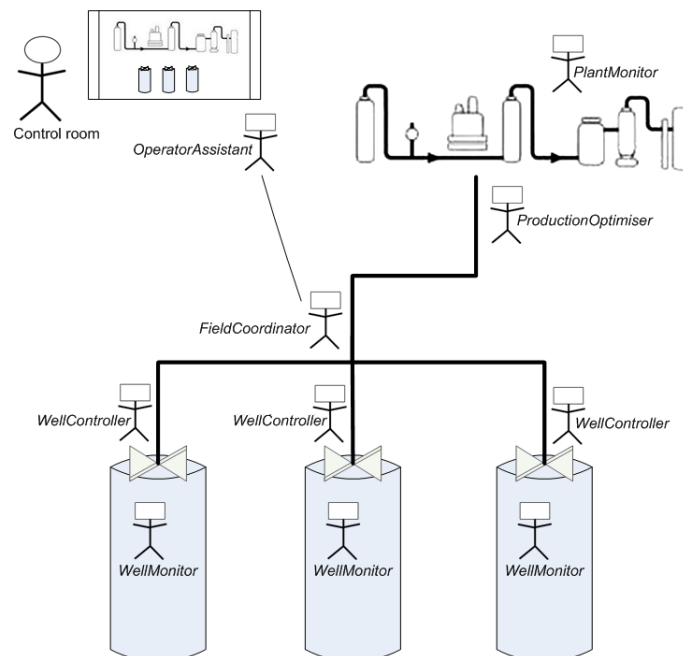 PlantMonitor
Control room
OperatorAssistant
ProductionOptimiser
FieldCoordinator
WellController
WellController
WellController
WellMonitor
WellMonitor
WellMonitor